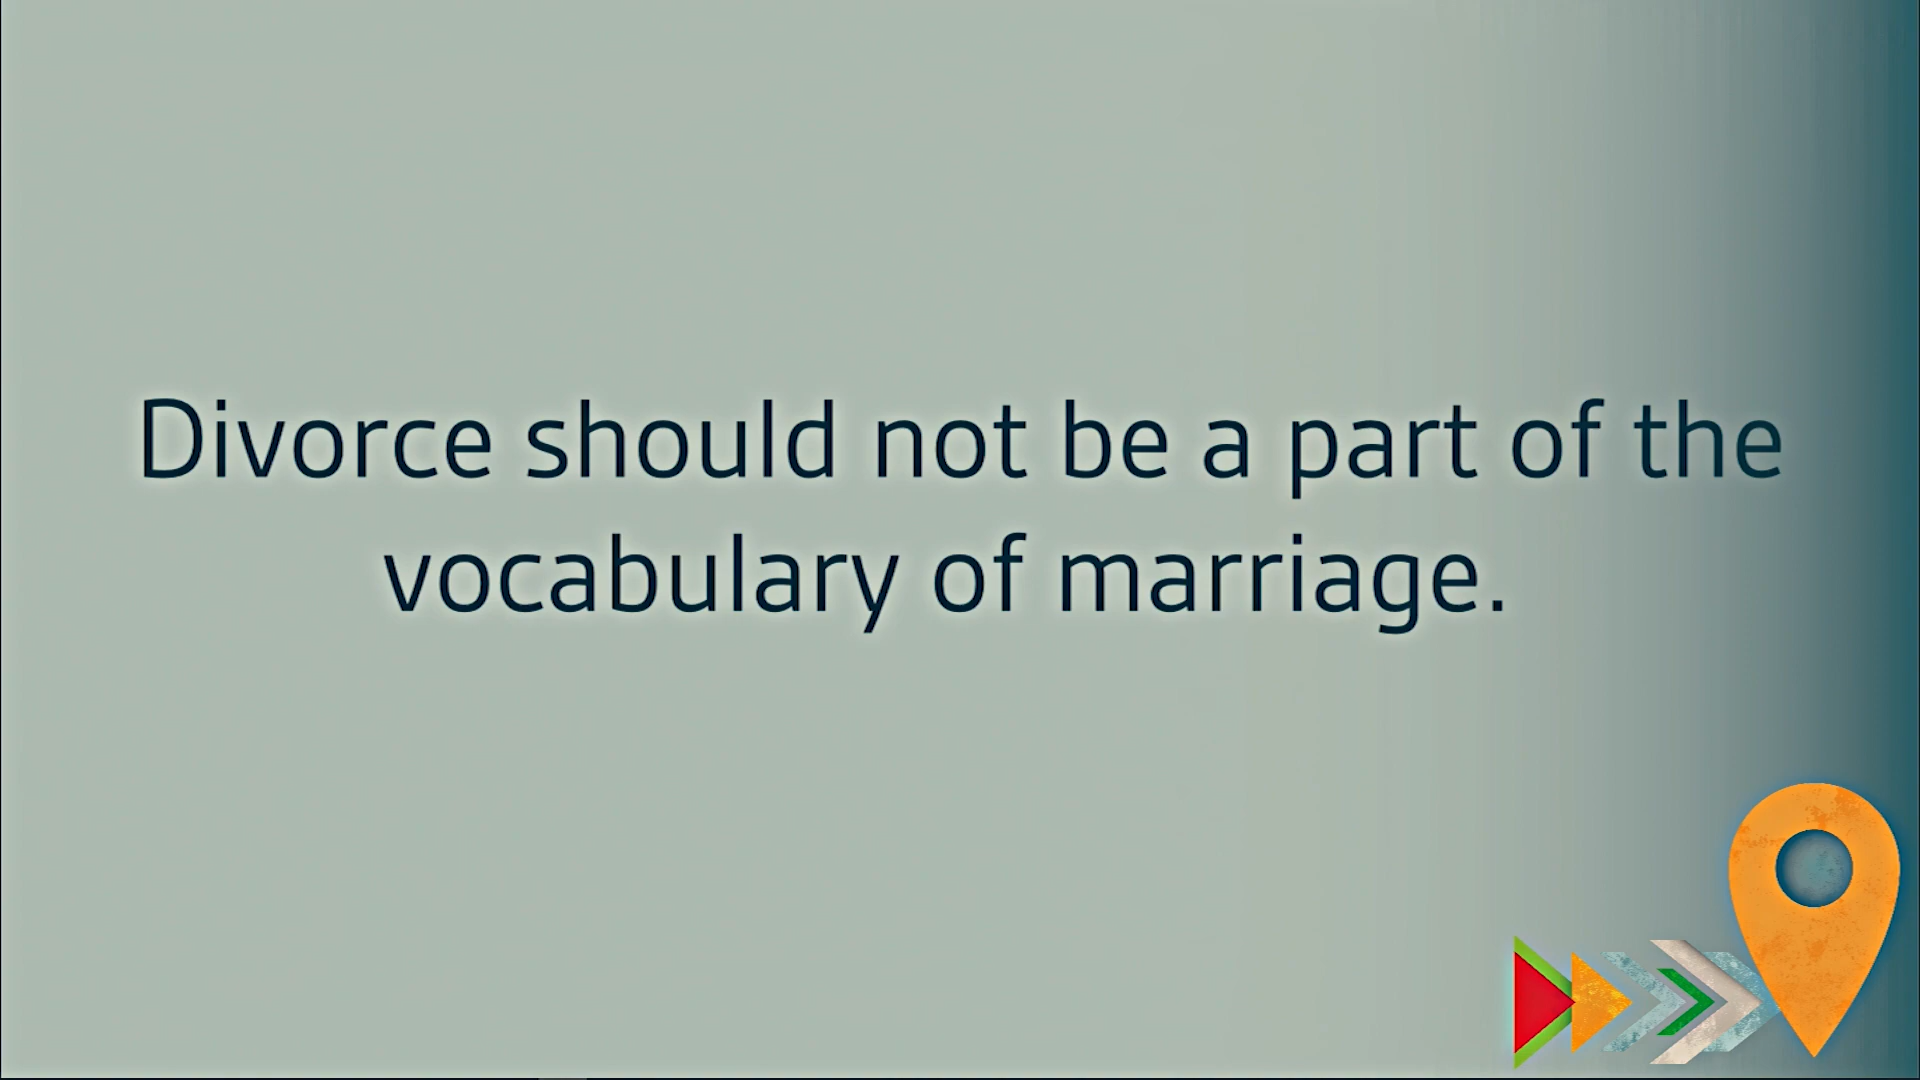 Divorce should not be a part of the
vocabulary of marriage.